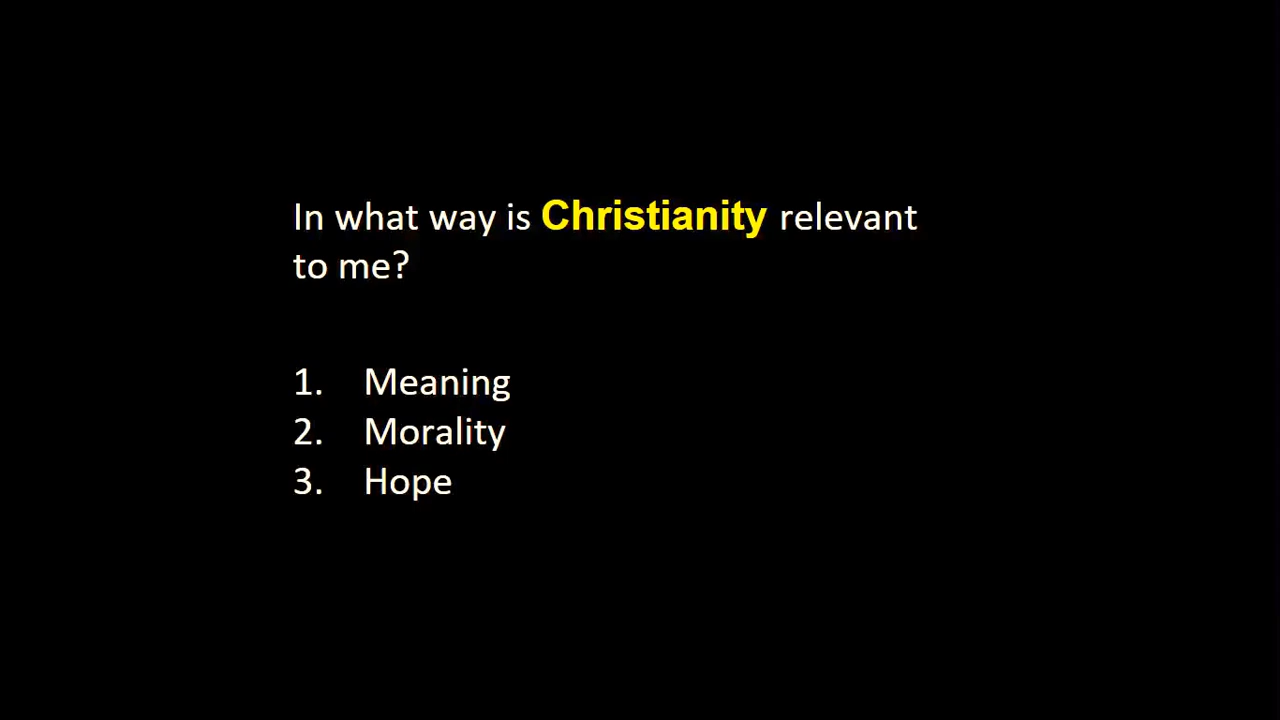 In what way is Christianity relevant
to me?
1. Meaning
2. Morality
3. Hope